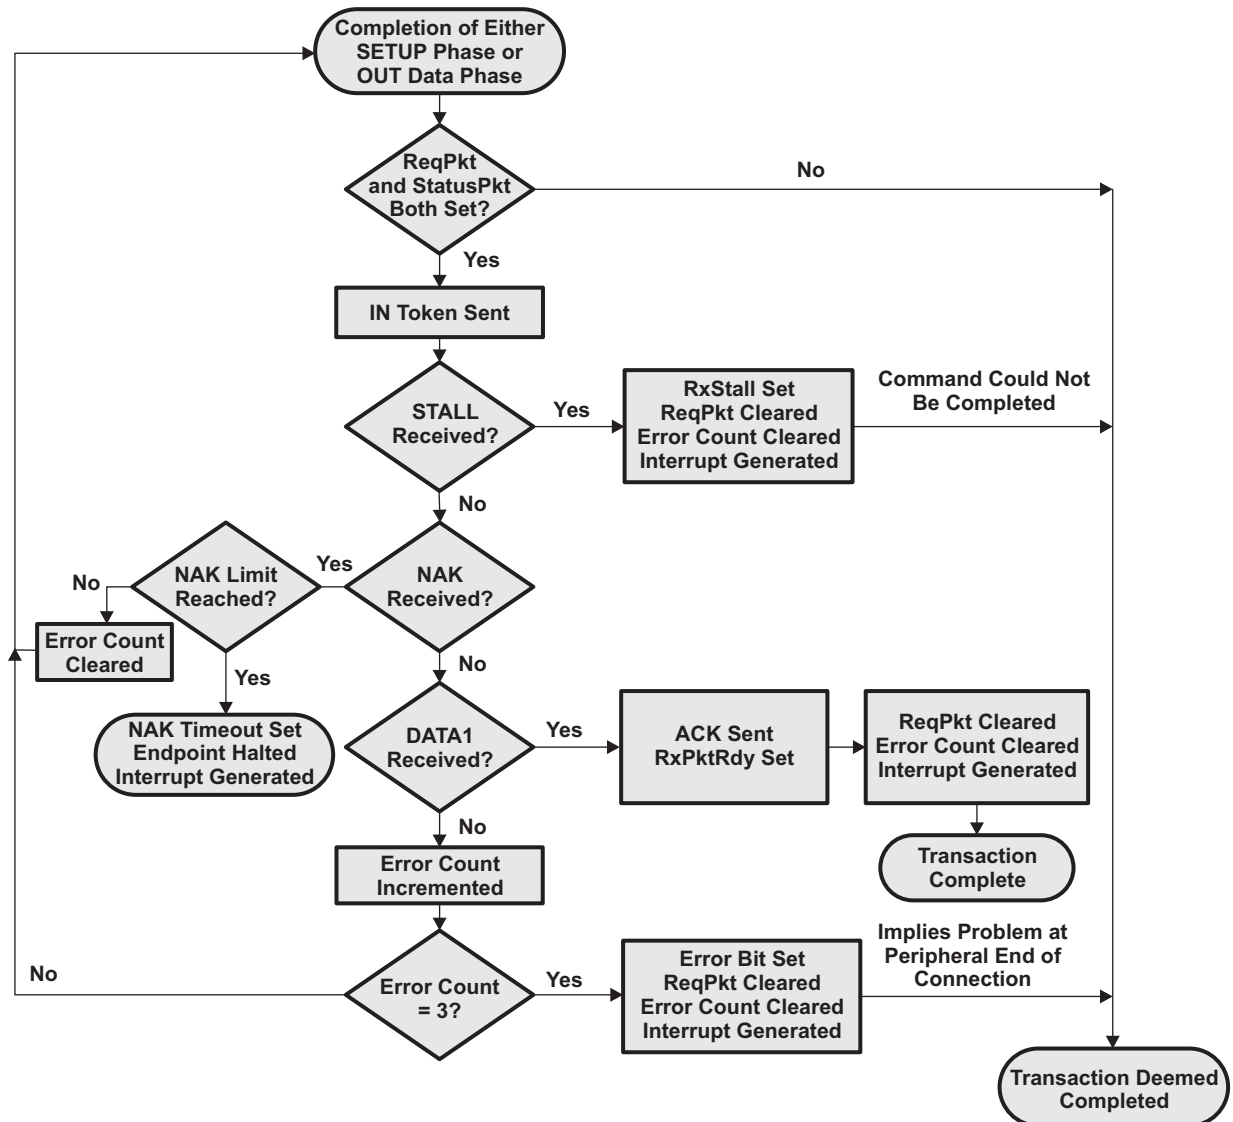 Completion of Either
SETUP Phase or
OUT Data Phase
ReqPkt
and StatusPkt
Both Set?
No
Yes
IN Token Sent
STALL
Received?
Yes
RxStall Set
ReqPkt Cleared
Error Count Cleared
Interrupt Generated
Command Could Not
Be Completed
No
NAK
Received?
Yes
NAK Limit
Reached?
No
Error Count
Cleared
Yes
NAK Timeout Set
Endpoint Halted
Interrupt Generated
No
DATA1
Received?
Yes
ACK Sent
RxPktRdy Set
ReqPkt Cleared
Error Count Cleared
Interrupt Generated
Transaction
Complete
No
Error Count
Incremented
Error Count
= 3?
No
Yes
Error Bit Set
ReqPkt Cleared
Error Count Cleared
Interrupt Generated
Implies Problem at
Peripheral End of
Connection
Transaction Deemed
Completed